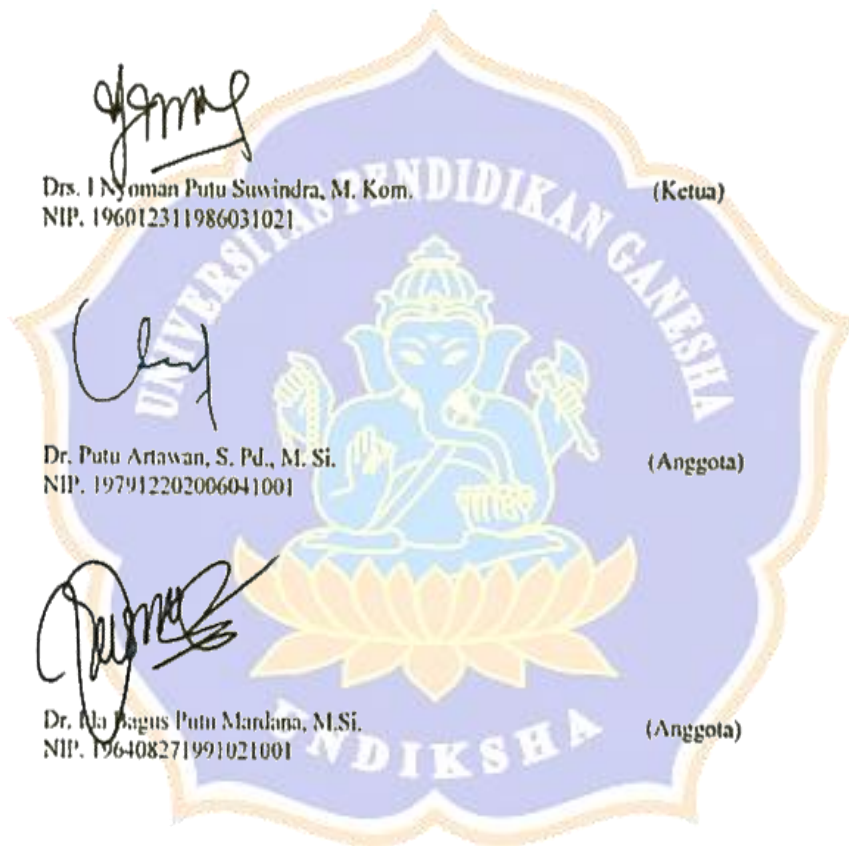 Drs. I Nyoman Putu Suwindra, M. Kom. (Ketua)
NIP. 196012311986031021
UNIVERSITAS PENDIDIKAN GANESHA
Dr. Putu Artawan, S. Pd., M. Si. (Anggota)
NIP. 197912202006041001
Dr. Ida Bagus Putu Mardana, M.Si. (Anggota)
NIP. 196408271991021001
UNDIKSHA